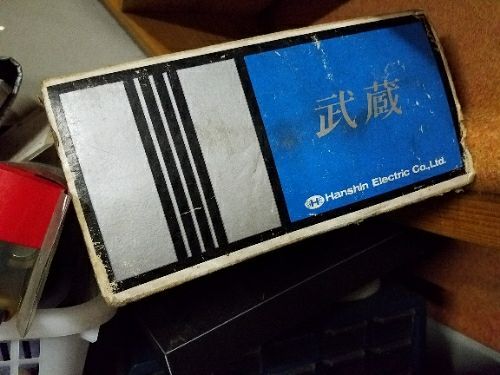 武蔵
Hanshin Electric Co., Ltd.